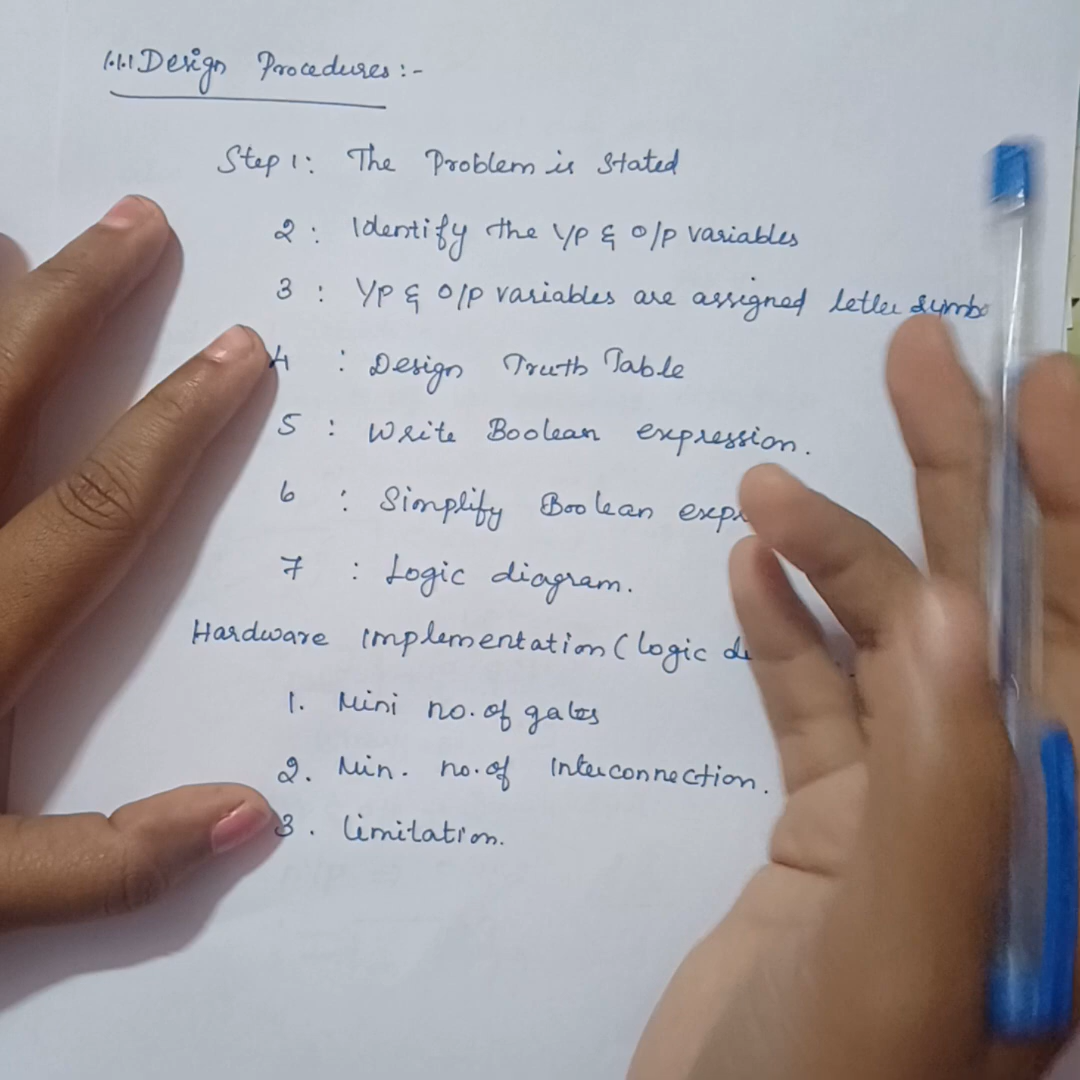 1.1.1 Design Procedures :-
Step 1: The Problem is Stated
2 : Identify the I/P & O/P variables
3 : I/P & O/P variables are assigned letter symbo
4 : Design Truth Table
5 : Write Boolean expression.
6 : Simplify Boolean expr
7 : Logic diagram.
Hardware implementation (logic d
1. Mini no. of gates
2. Min. no. of Interconnection.
3. limitation.